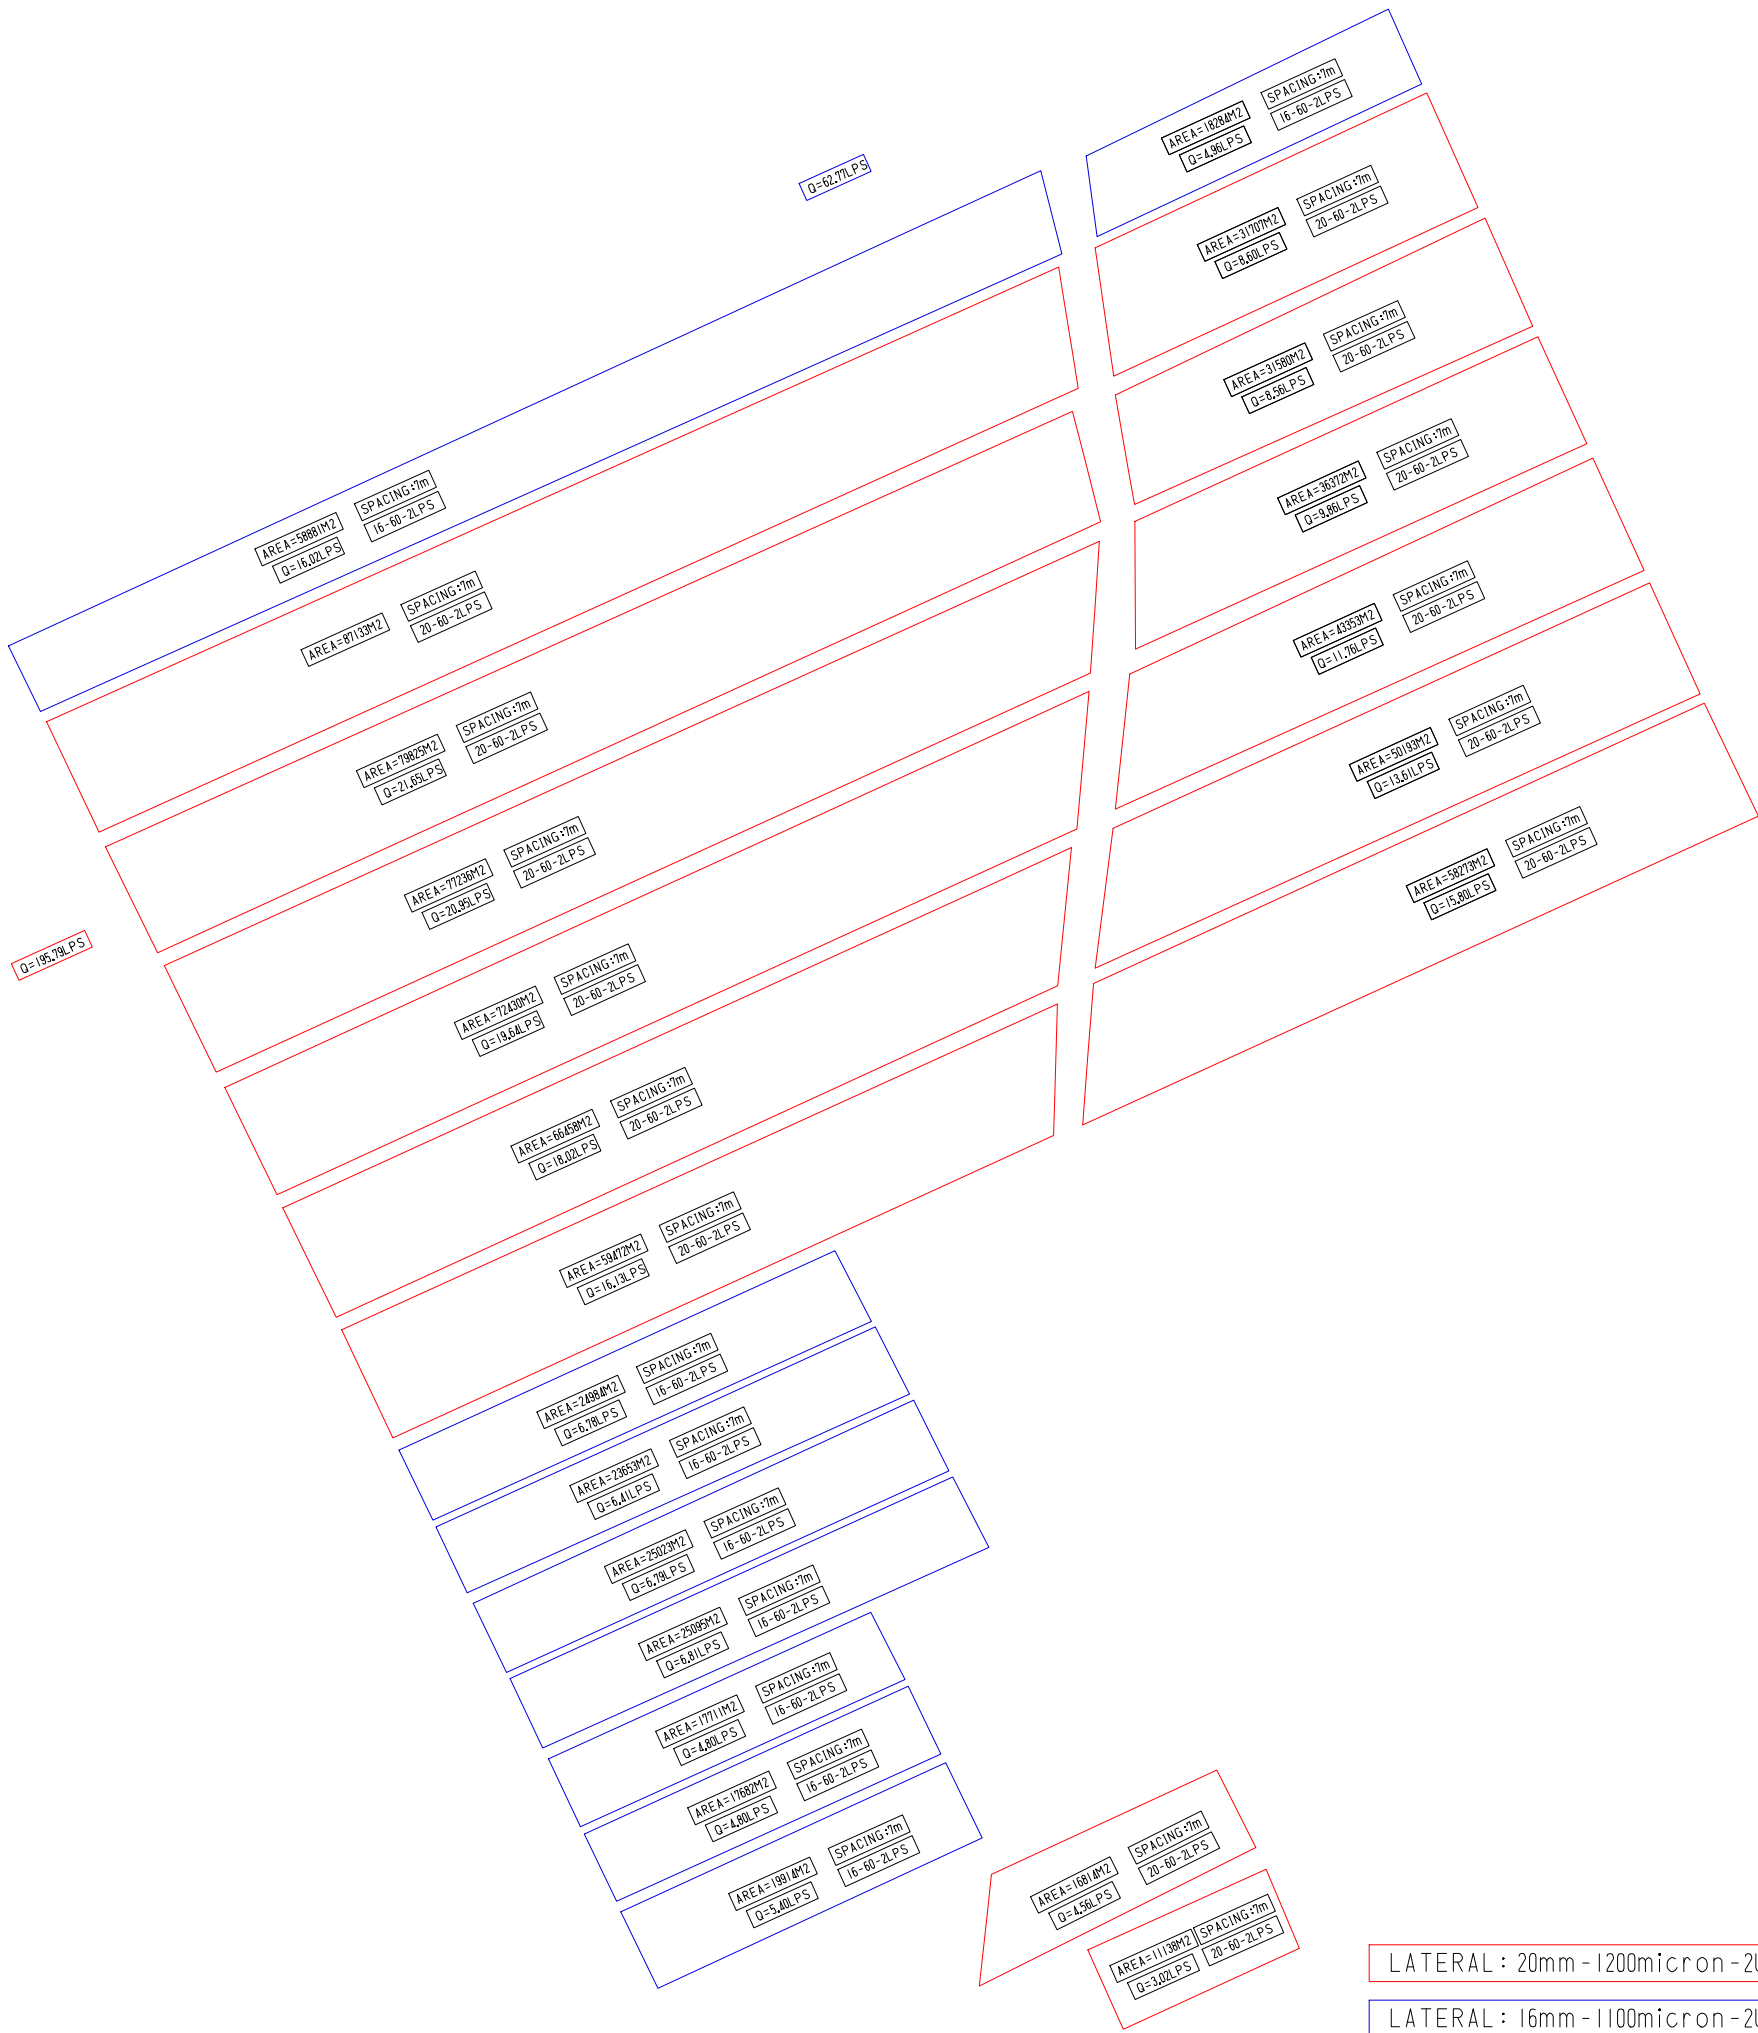 AREA=18284M2
Q=4.96LPS
SPACING:7m
16-60-2LPS
Q=62.77LPS
AREA=31707M2
Q=8.60LPS
SPACING:7m
20-60-2LPS
AREA=31580M2
Q=8.56LPS
SPACING:7m
20-60-2LPS
AREA=36372M2
Q=9.86LPS
SPACING:7m
20-60-2LPS
AREA=43353M2
Q=11.76LPS
SPACING:7m
20-60-2LPS
AREA=50193M2
Q=13.61LPS
SPACING:7m
20-60-2LPS
AREA=58273M2
Q=15.80LPS
SPACING:7m
20-60-2LPS
AREA=58881M2
Q=16.02LPS
SPACING:7m
16-60-2LPS
AREA=87133M2
SPACING:7m
20-60-2LPS
AREA=79825M2
Q=21.65LPS
SPACING:7m
20-60-2LPS
AREA=77236M2
Q=20.95LPS
SPACING:7m
20-60-2LPS
Q=195.79LPS
AREA=72430M2
Q=19.64LPS
SPACING:7m
20-60-2LPS
AREA=66458M2
Q=18.02LPS
SPACING:7m
20-60-2LPS
AREA=59472M2
Q=16.13LPS
SPACING:7m
20-60-2LPS
AREA=24984M2
Q=6.78LPS
SPACING:7m
16-60-2LPS
AREA=23653M2
Q=6.41LPS
SPACING:7m
16-60-2LPS
AREA=25023M2
Q=6.79LPS
SPACING:7m
16-60-2LPS
AREA=25095M2
Q=6.81LPS
SPACING:7m
16-60-2LPS
AREA=17711M2
Q=4.80LPS
SPACING:7m
16-60-2LPS
AREA=17682M2
Q=4.80LPS
SPACING:7m
16-60-2LPS
AREA=19914M2
Q=5.40LPS
SPACING:7m
16-60-2LPS
AREA=16814M2
Q=4.56LPS
SPACING:7m
20-60-2LPS
AREA=11138M2
Q=3.02LPS
SPACING:7m
20-60-2LPS
LATERAL: 20mm-1200micron-2L
LATERAL: 16mm-1100micron-2L